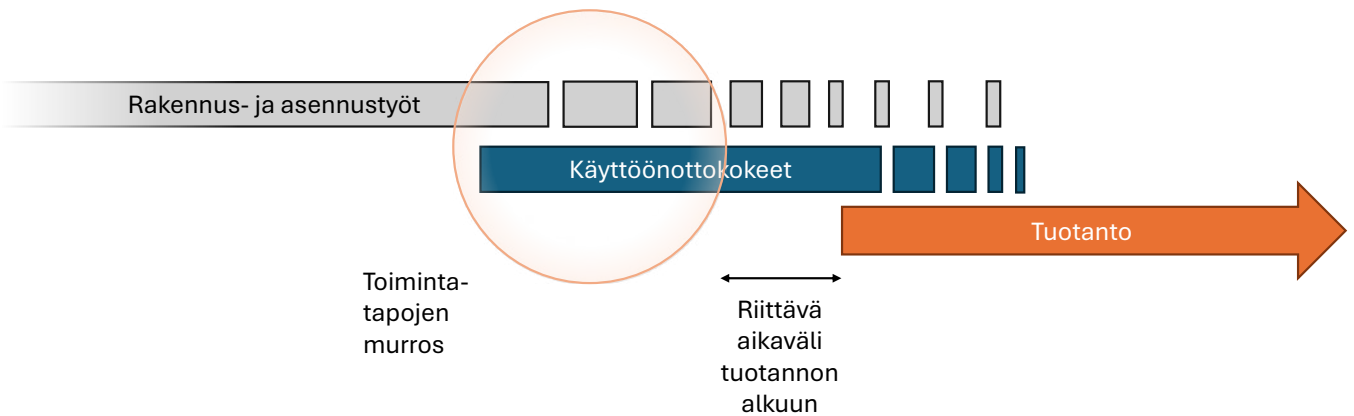 Rakennus- ja asennustyöt
Käyttöönottokokeet
Tuotanto
Toiminta-
tapojen
murros
Riittävä
aikaväli
tuotannon
alkuun